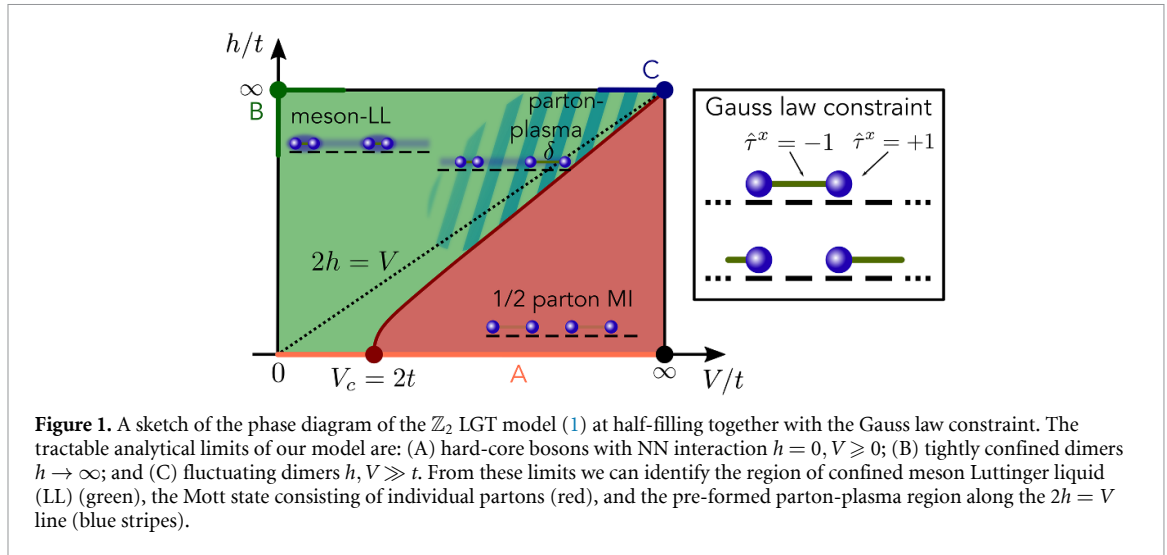 h/t
C
∞
B
meson-LL
parton-
plasma
δ
2h = V
1/2 parton MI
0
V_c = 2t
A
∞
V/t
Gauss law constraint
τ̂^x = −1 τ̂^x = +1
... ...
... ...
Figure 1. A sketch of the phase diagram of the ℤ₂ LGT model (1) at half-filling together with the Gauss law constraint. The
tractable analytical limits of our model are: (A) hard-core bosons with NN interaction h = 0, V ⩾ 0; (B) tightly confined dimers
h → ∞; and (C) fluctuating dimers h, V ≫ t. From these limits we can identify the region of confined meson Luttinger liquid
(LL) (green), the Mott state consisting of individual partons (red), and the pre-formed parton-plasma region along the 2h = V
line (blue stripes).